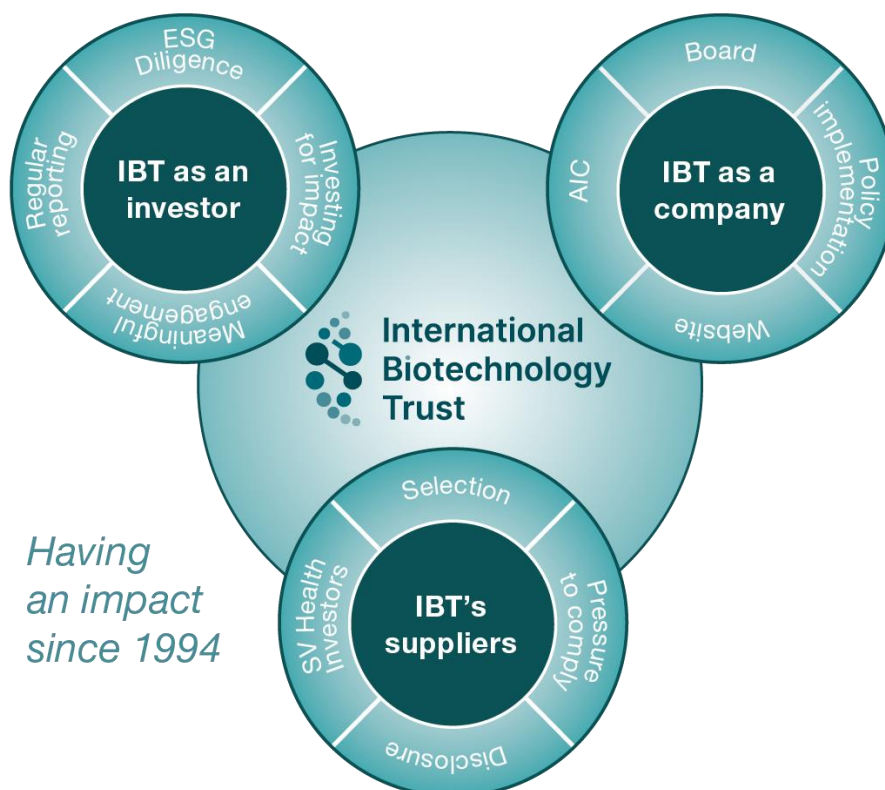 ESG
Diligence
Regular
reporting
IBT as an
investor
Investing
for impact
Meaningful
engagement
Board
AIC
IBT as a
company
Policy
implementation
Website
International
Biotechnology
Trust
Having
an impact
since 1994
Selection
SV Health
Investors
IBT's
suppliers
Pressure
to comply
Disclosure